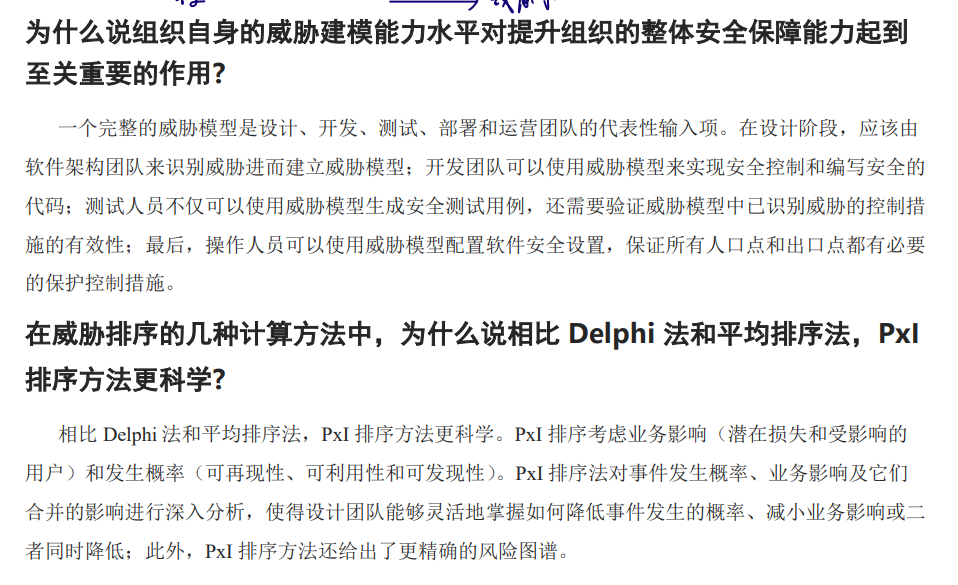 为什么说组织自身的威胁建模能力水平对提升组织的整体安全保障能力起到
至关重要的作用？
一个完整的威胁模型是设计、开发、测试、部署和运营团队的代表性输入项。在设计阶段，应该由
软件架构团队来识别威胁进而建立威胁模型；开发团队可以使用威胁模型来实现安全控制和编写安全的
代码；测试人员不仅可以使用威胁模型生成安全测试用例，还需要验证威胁模型中已识别威胁的控制措
施的有效性；最后，操作人员可以使用威胁模型配置软件安全设置，保证所有人口点和出口点都有必要
的保护控制措施。
在威胁排序的几种计算方法中，为什么说相比 Delphi 法和平均排序法，PxI
排序方法更科学？
相比 Delphi 法和平均排序法，PxI 排序方法更科学。PxI 排序考虑业务影响（潜在损失和受影响的
用户）和发生概率（可再现性、可利用性和可发现性）。PxI 排序法对事件发生概率、业务影响及它们
合并的影响进行深入分析，使得设计团队能够灵活地掌握如何降低事件发生的概率、减小业务影响或二
者同时降低；此外，PxI 排序方法还给出了更精确的风险图谱。